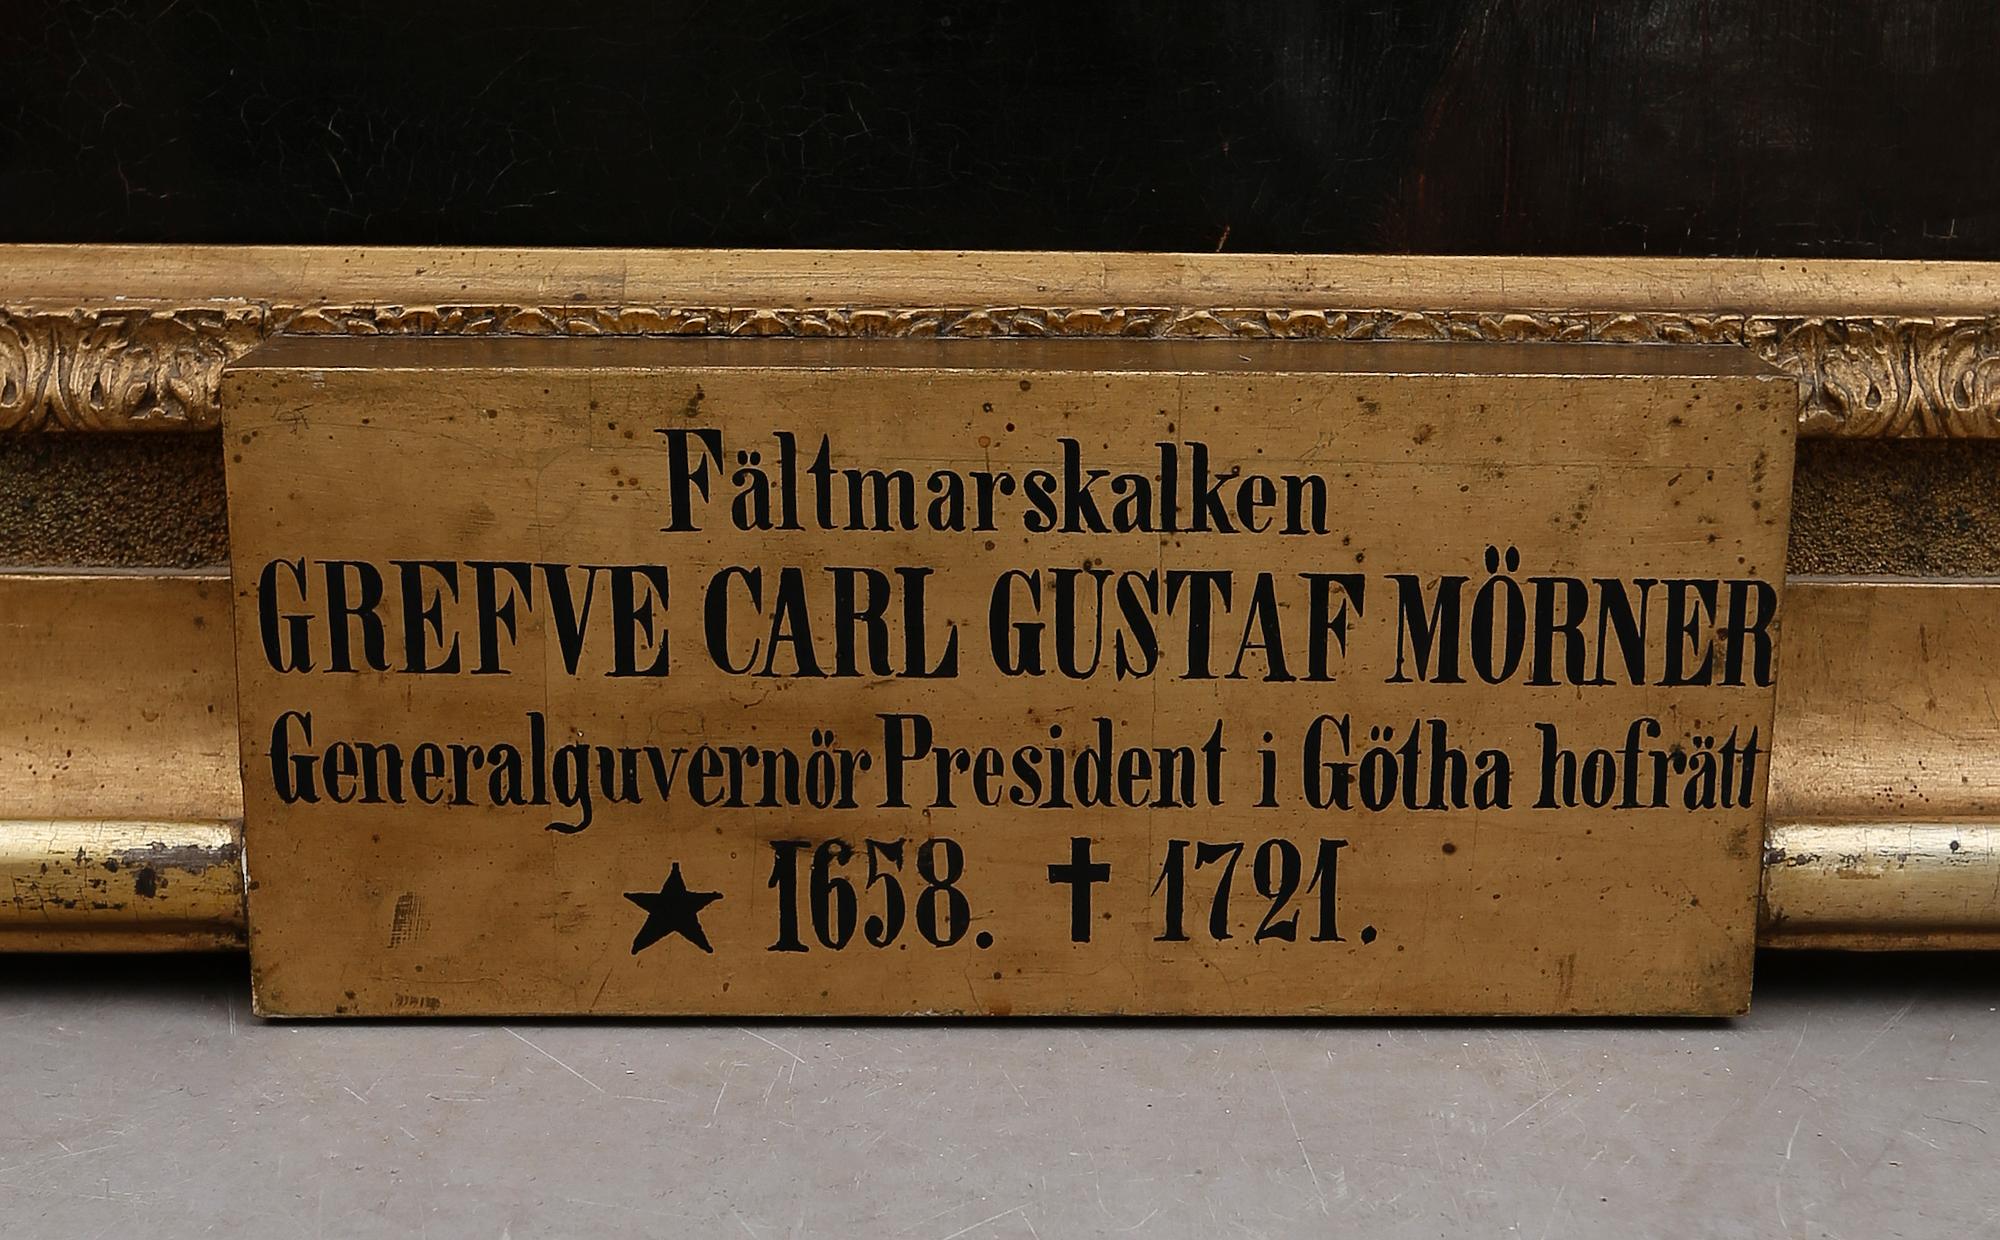 Fältmarskalken
GREFVE CARL GUSTAF MÖRNER
Generalguvernör President i Götha hofrätt
★ 1658. † 1721.